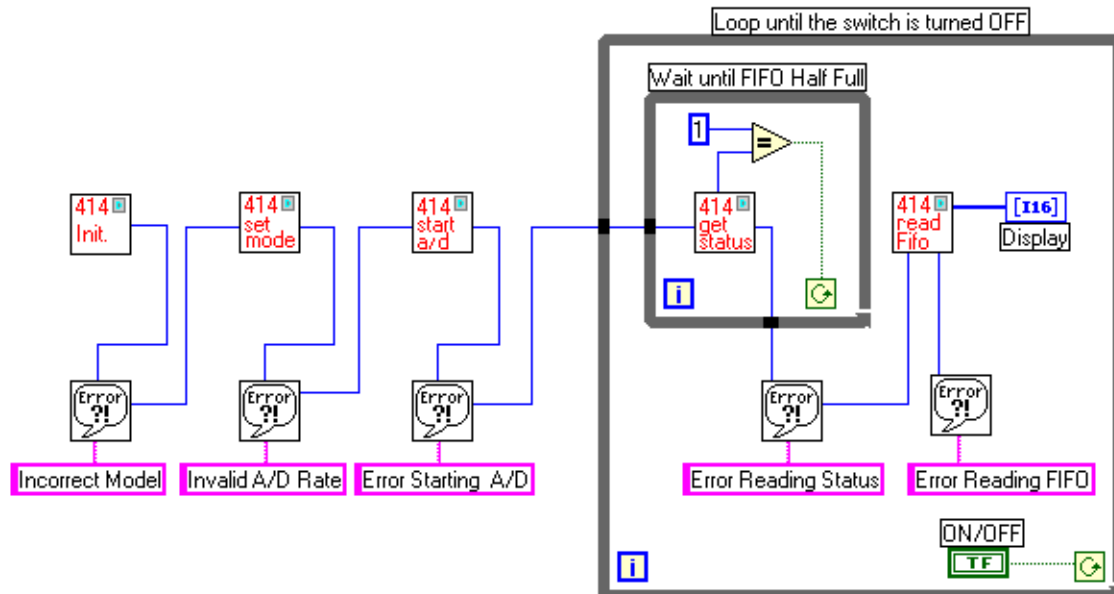 Loop until the switch is turned OFF
Wait until FIFO Half Full
1
=
414
Init.
414
set
mode
414
start
a/d
414
get
status
414
read
Fifo
[I16]
Display
i
Error
?!
Error
?!
Error
?!
Error
?!
Error
?!
Incorrect Model
Invalid A/D Rate
Error Starting A/D
Error Reading Status
Error Reading FIFO
ON/OFF
TF
i